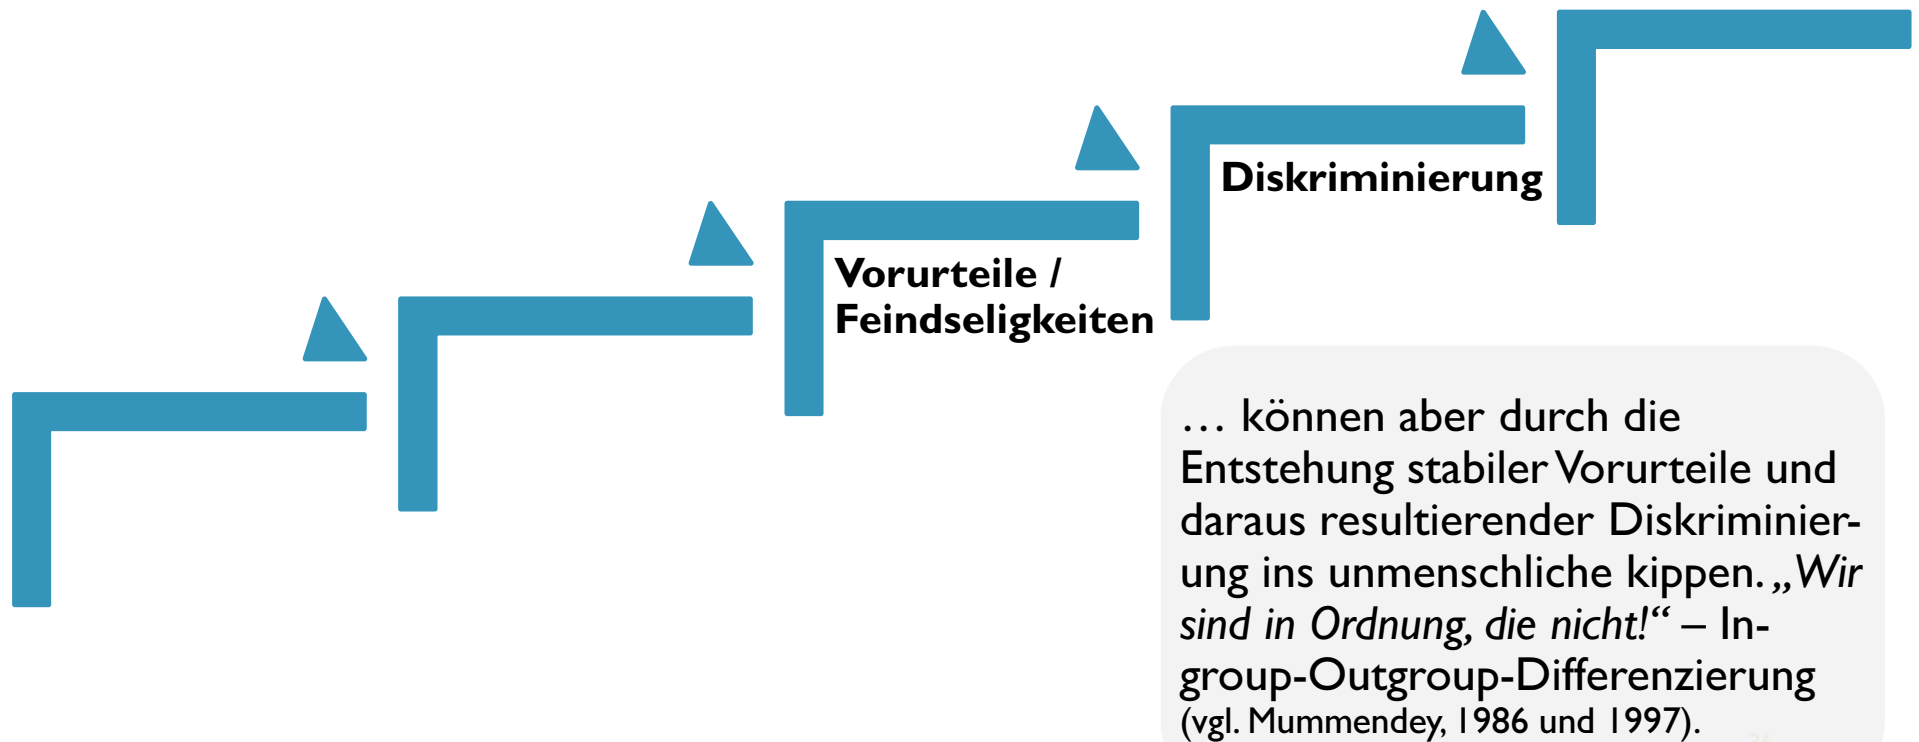 Diskriminierung
Vorurteile /
Feindseligkeiten
… können aber durch die
Entstehung stabiler Vorurteile und
daraus resultierender Diskriminier-
ung ins unmenschliche kippen. „Wir
sind in Ordnung, die nicht!“ – In-
group-Outgroup-Differenzierung
(vgl. Mummendey, 1986 und 1997).